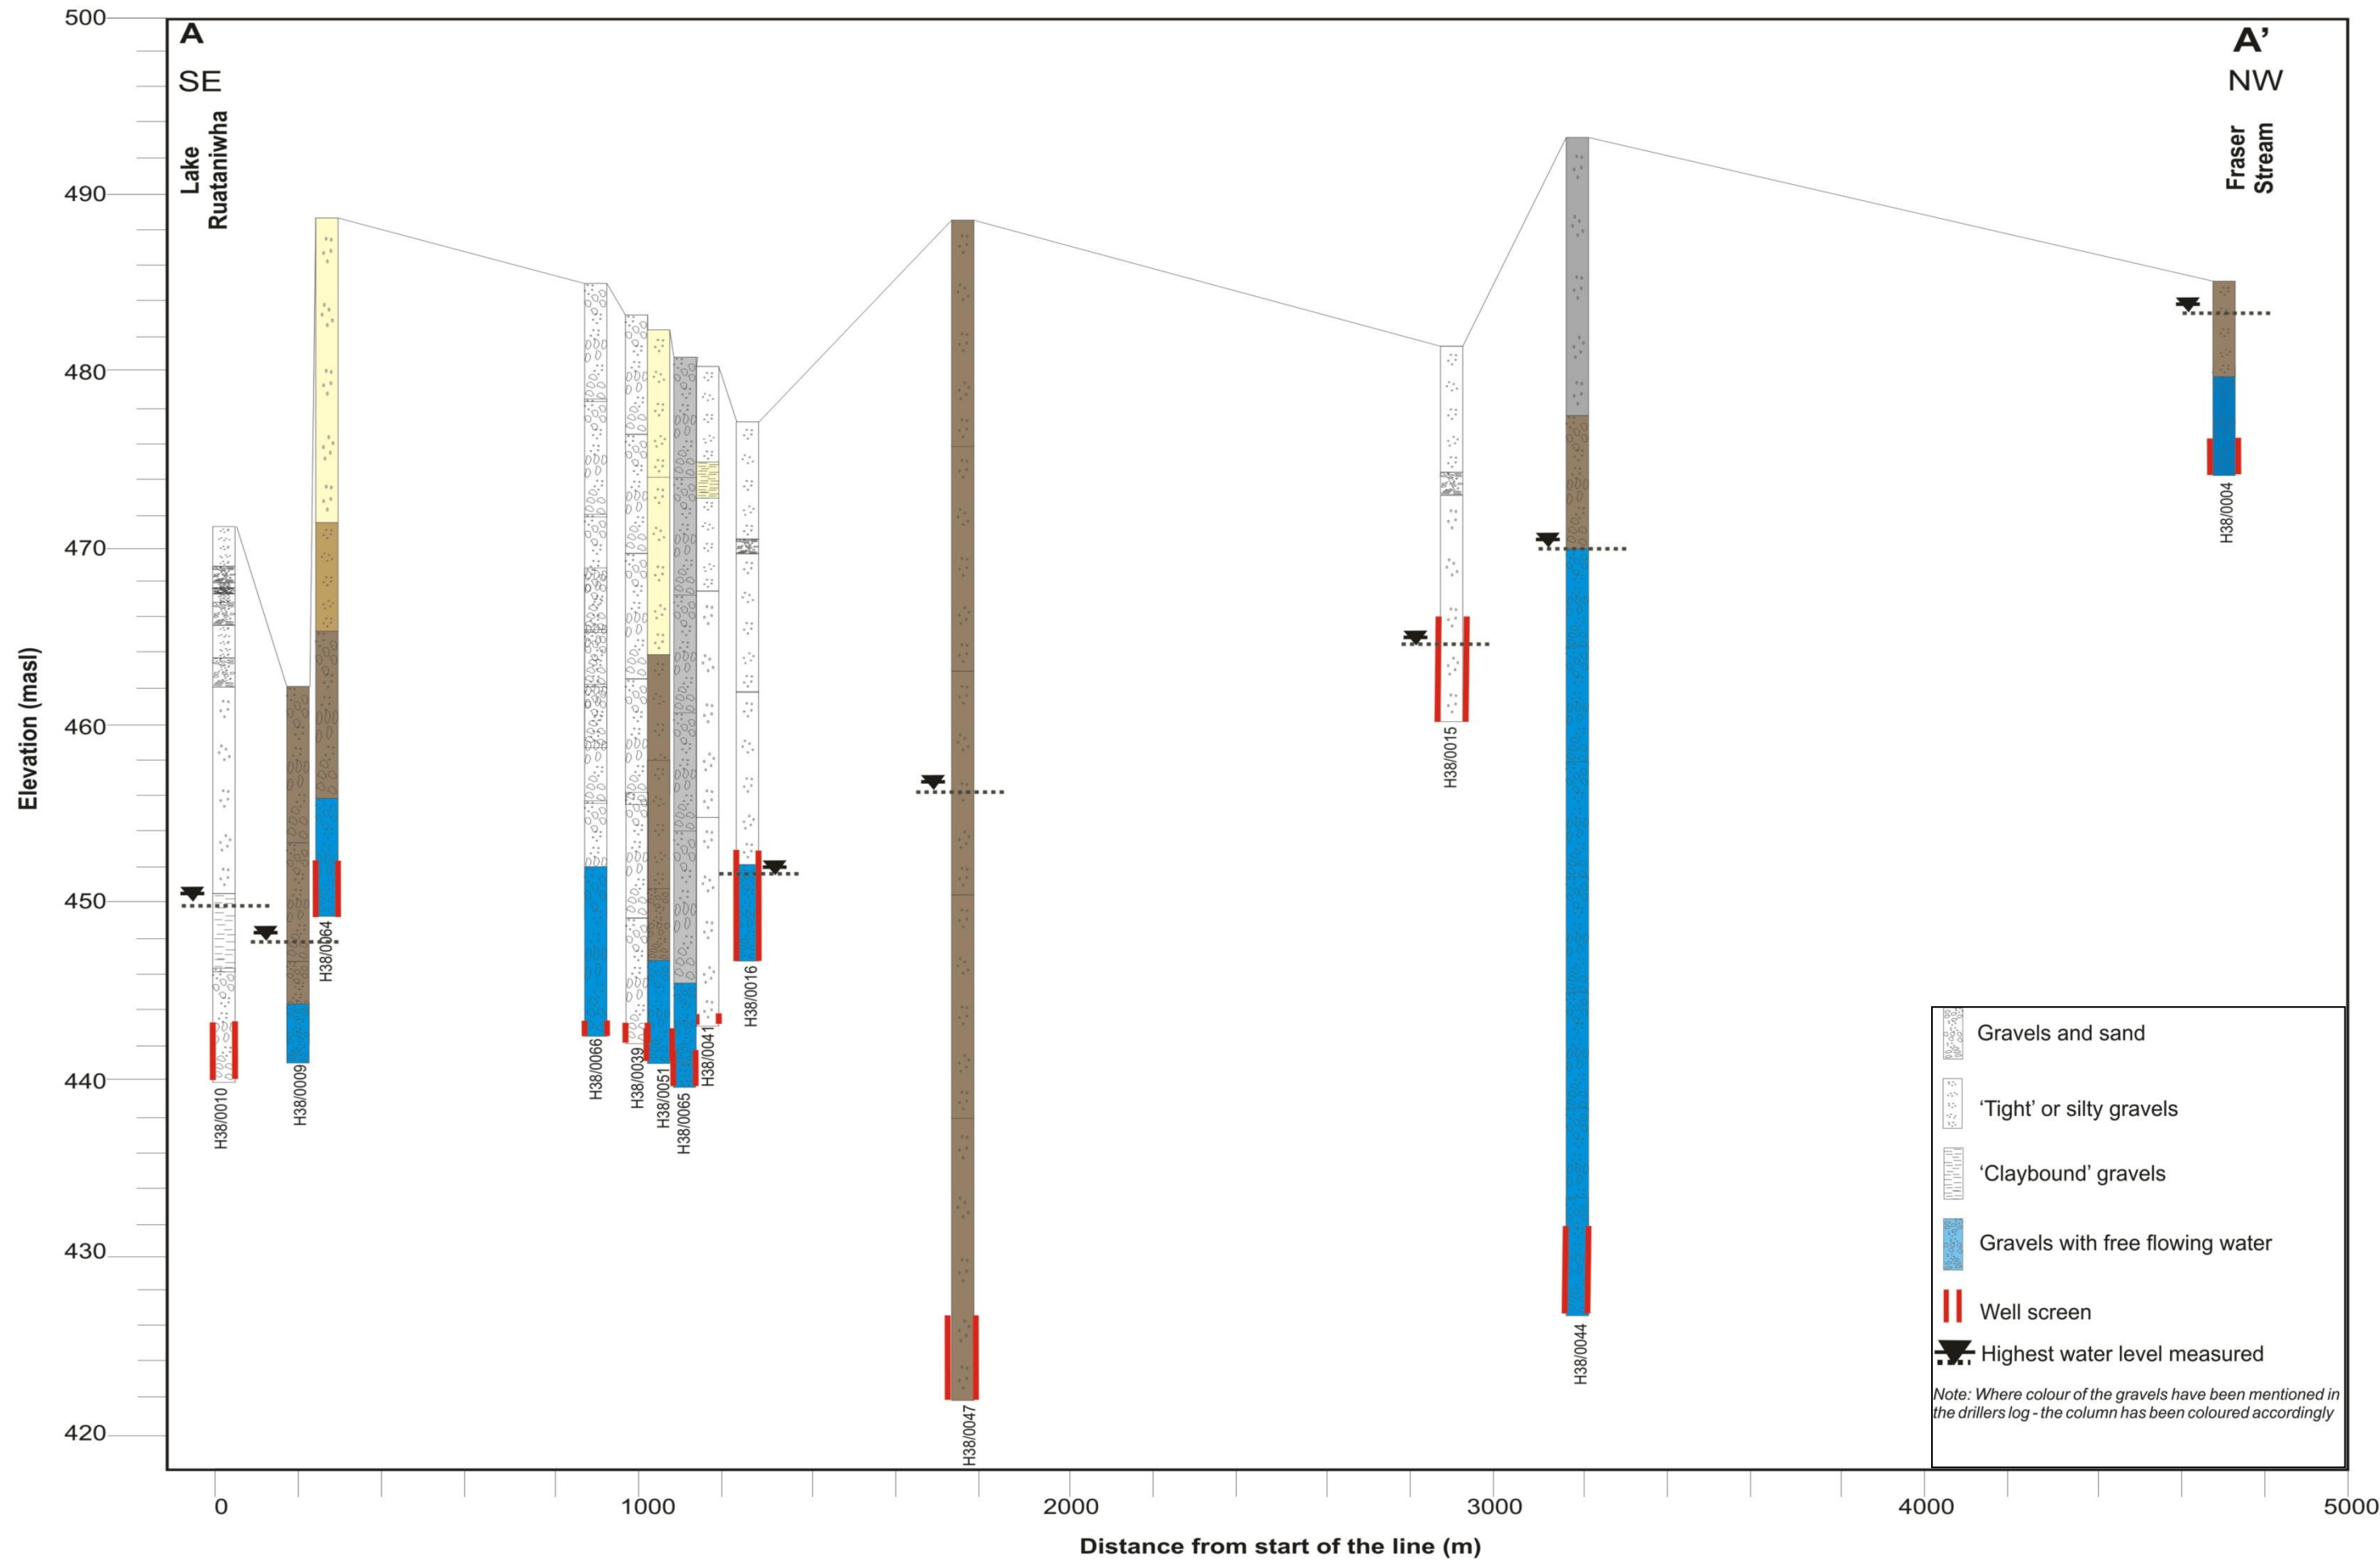 500
490
480
470
460
450
440
430
420
Elevation (masl)
A
SE
Lake
Ruataniwha
A’
NW
Fraser
Stream
H38/0010
H38/0009
H38/0064
H38/0066
H38/0039
H38/0051
H38/0065
H38/0041
H38/0016
H38/0047
H38/0015
H38/0044
H38/0004
Gravels and sand
‘Tight’ or silty gravels
‘Claybound’ gravels
Gravels with free flowing water
Well screen
Highest water level measured
Note: Where colour of the gravels have been mentioned in
the drillers log - the column has been coloured accordingly
0
1000
2000
3000
4000
5000
Distance from start of the line (m)